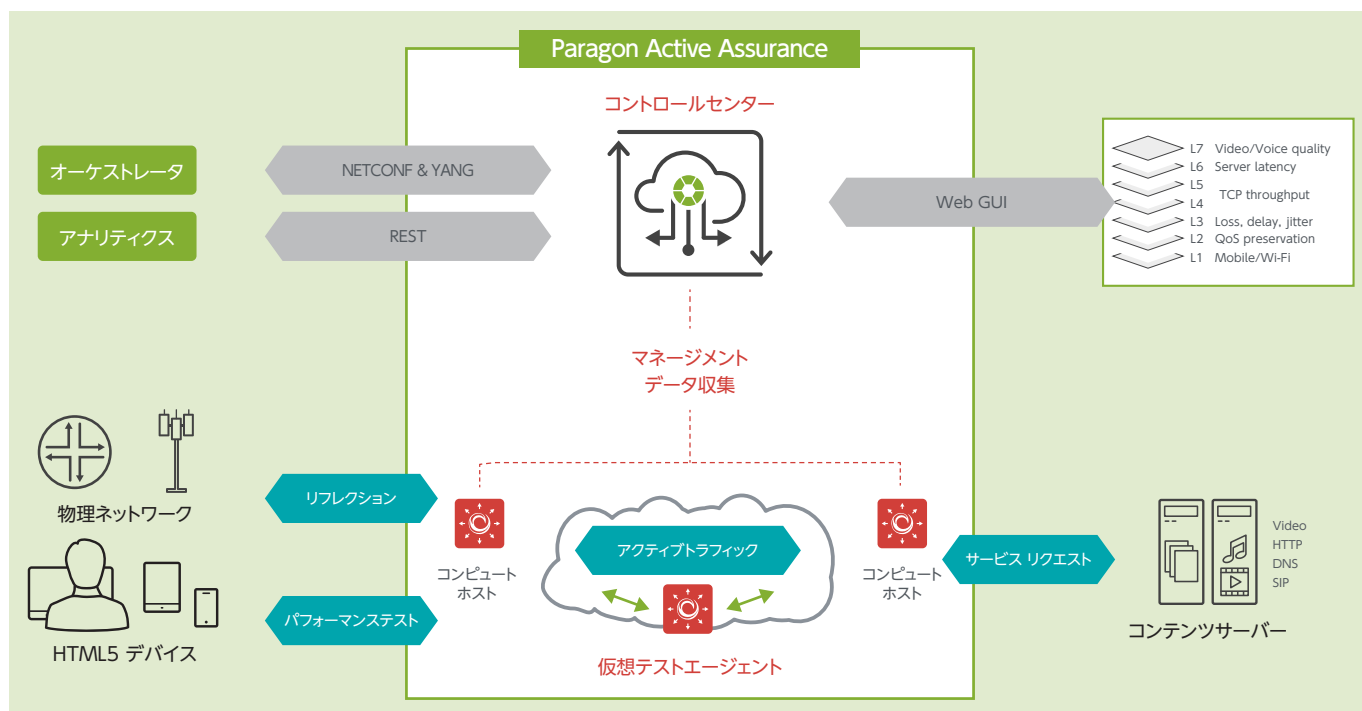 Paragon Active Assurance
コントロールセンター
オーケストレータ
NETCONF & YANG
アナリティクス
REST
Web GUI
L7 Video/Voice quality
L6 Server latency
L5
TCP throughput
L4
L3 Loss, delay, jitter
L2 QoS preservation
L1 Mobile/Wi-Fi
マネージメント
データ収集
物理ネットワーク
リフレクション
HTML5 デバイス
パフォーマンステスト
コンピュート
ホスト
アクティブトラフィック
仮想テストエージェント
コンピュート
ホスト
サービス リクエスト
Video
HTTP
DNS
SIP
コンテンツサーバー